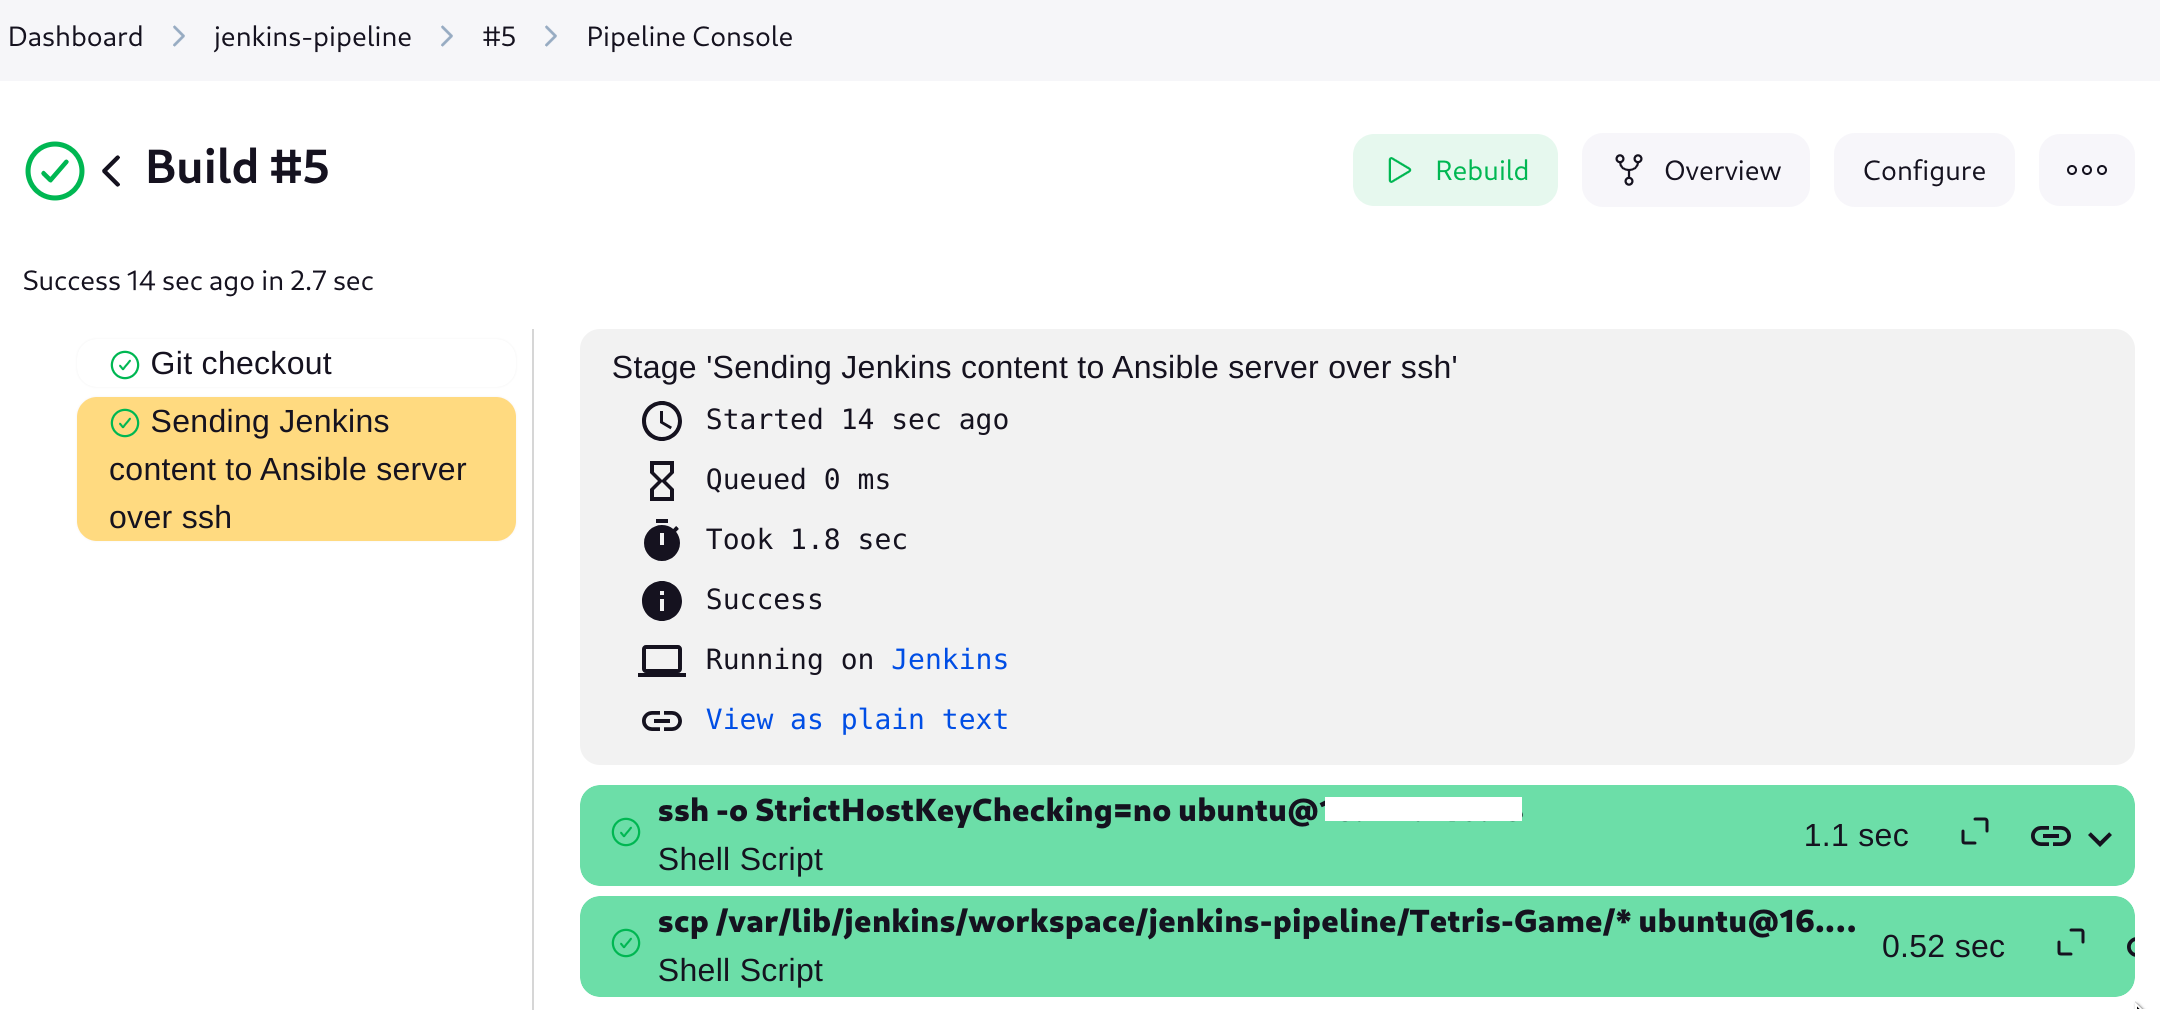 Dashboard > jenkins-pipeline > #5 > Pipeline Console
Build #5
Rebuild
Overview
Configure
Success 14 sec ago in 2.7 sec
Git checkout
Sending Jenkins
content to Ansible server
over ssh
Stage 'Sending Jenkins content to Ansible server over ssh'
Started 14 sec ago
Queued 0 ms
Took 1.8 sec
Success
Running on Jenkins
View as plain text
ssh -o StrictHostKeyChecking=no ubuntu@
Shell Script
1.1 sec
scp /var/lib/jenkins/workspace/jenkins-pipeline/Tetris-Game/* ubuntu@16....
Shell Script
0.52 sec